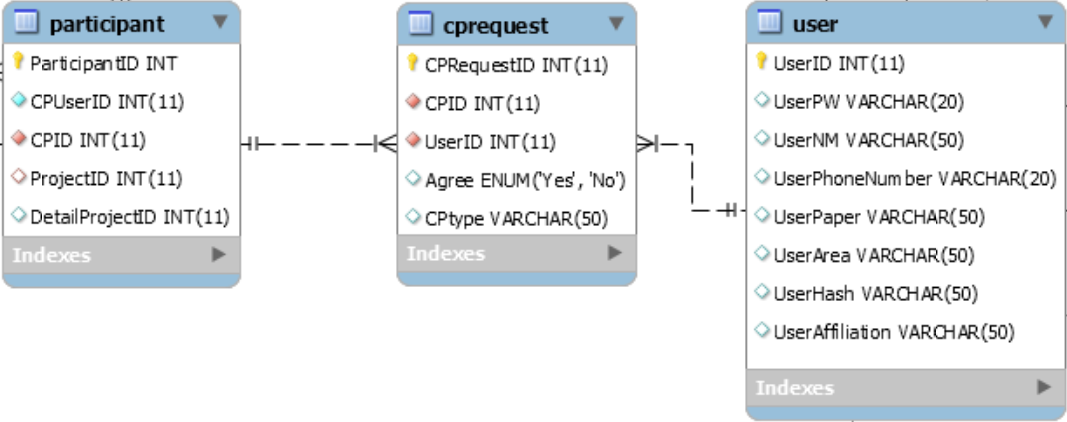 participant
ParticipantID INT
CPUserID INT(11)
CPID INT(11)
ProjectID INT(11)
DetailProjectID INT(11)
Indexes
cprequest
CPRequestID INT(11)
CPID INT(11)
UserID INT(11)
Agree ENUM('Yes', 'No')
CPtype VARCHAR(50)
Indexes
user
UserID INT(11)
UserPW VARCHAR(20)
UserNM VARCHAR(50)
UserPhoneNumber VARCHAR(20)
UserPaper VARCHAR(50)
UserArea VARCHAR(50)
UserHash VARCHAR(50)
UserAffiliation VARCHAR(50)
Indexes